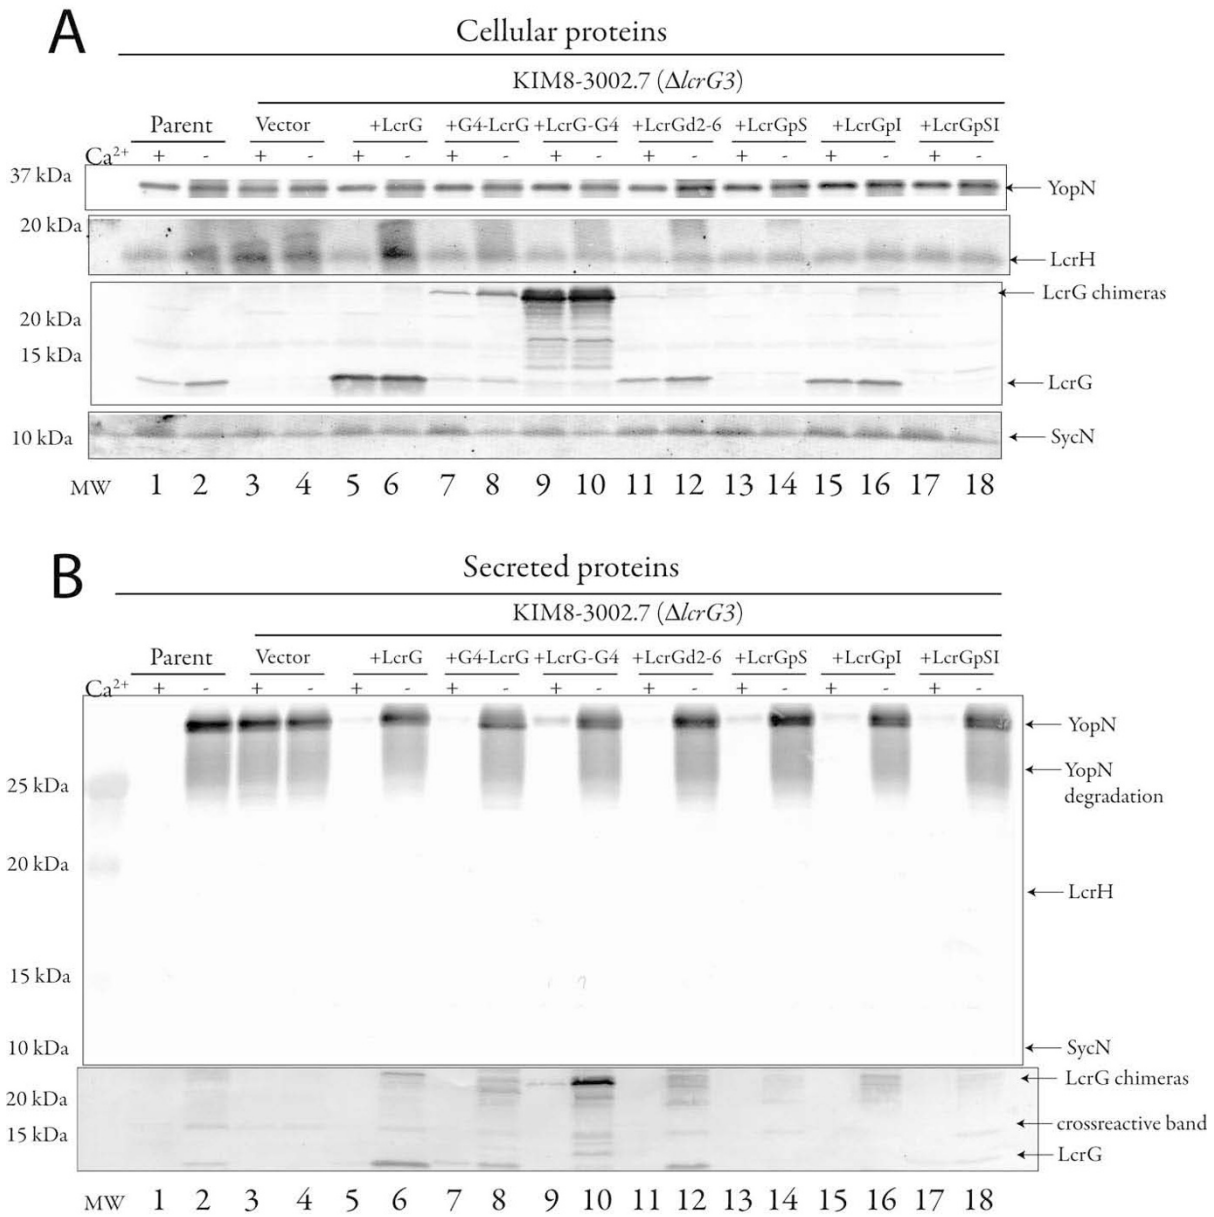 A
Cellular proteins
KIM8-3002.7 (ΔlcrG3)
Parent Vector +LcrG +G4-LcrG +LcrG-G4 +LcrGd2-6 +LcrGpS +LcrGpI +LcrGpSI
Ca2+ + - + - + - + - + - + - + - + - + -
37 kDa YopN
20 kDa LcrH
LcrG chimeras
20 kDa
15 kDa
LcrG
10 kDa SycN
MW 1 2 3 4 5 6 7 8 9 10 11 12 13 14 15 16 17 18
B
Secreted proteins
KIM8-3002.7 (ΔlcrG3)
Parent Vector +LcrG +G4-LcrG +LcrG-G4 +LcrGd2-6 +LcrGpS +LcrGpI +LcrGpSI
Ca2+ + - + - + - + - + - + - + - + - + -
YopN
YopN
25 kDa
degradation
20 kDa
LcrH
15 kDa
10 kDa SycN
LcrG chimeras
20 kDa
crossreactive band
15 kDa
LcrG
MW 1 2 3 4 5 6 7 8 9 10 11 12 13 14 15 16 17 18